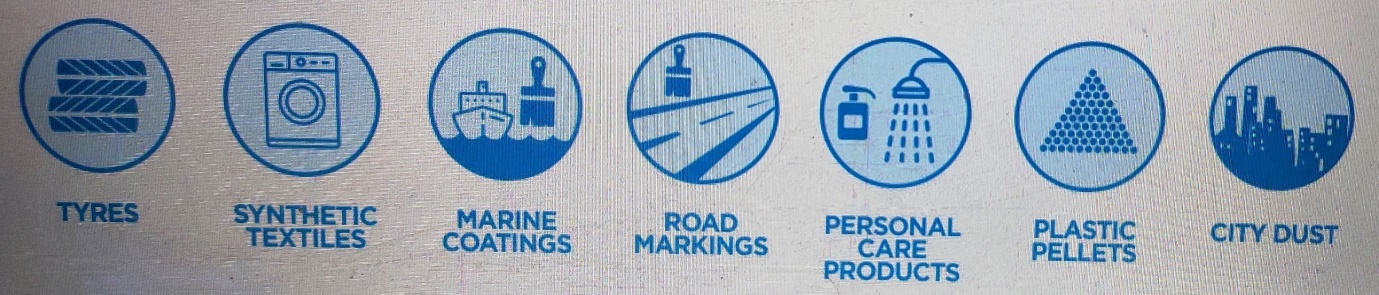 TYRES
SYNTHETIC
TEXTILES
MARINE
COATINGS
ROAD
MARKINGS
PERSONAL
CARE
PRODUCTS
PLASTIC
PELLETS
CITY DUST